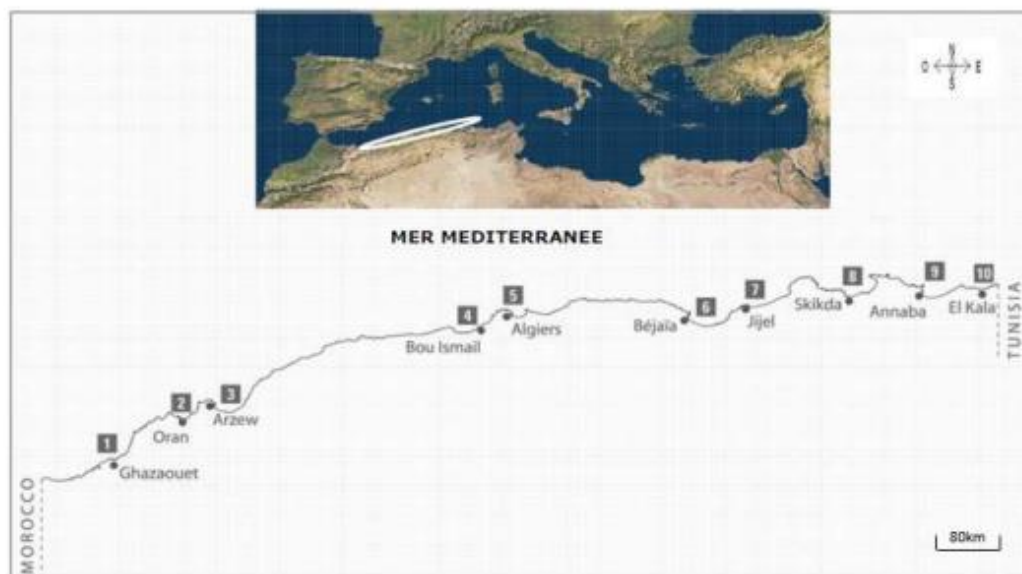 N
O E
S
MER MEDITERRANEE
1
2
3
4
5
6
7
8
9
10
Ghazaouet
Oran
Arzew
Bou Ismail
Algiers
Béjaïa
Jijel
Skikda
Annaba
El Kala
MOROCCO
TUNISIA
80km